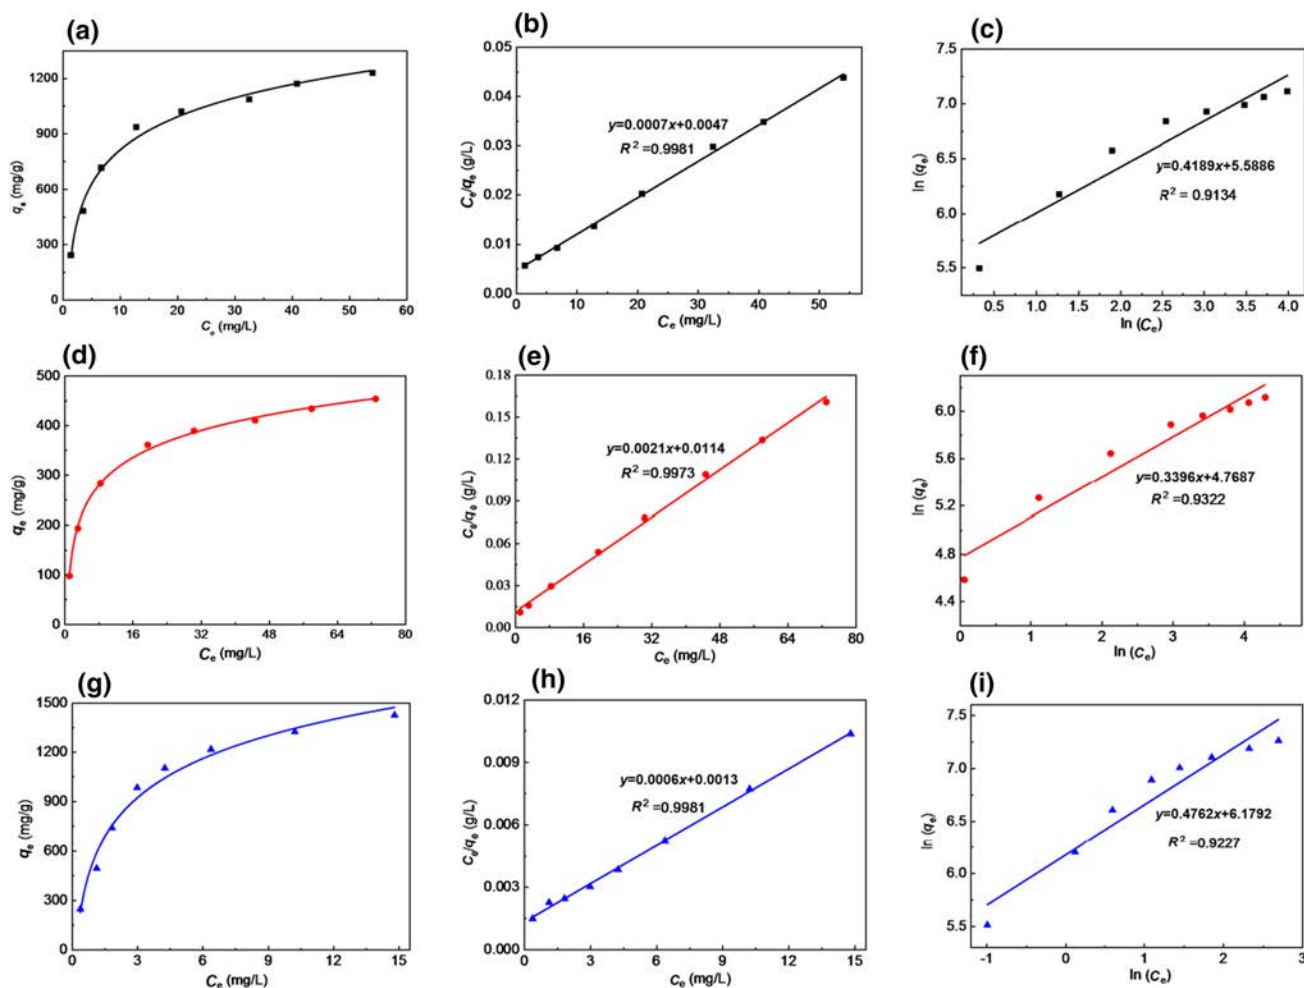 (a)
1200
900
600
300
0
0
10
20
30
40
50
60
qe (mg/g)
Ce (mg/L)
(b)
0.05
0.04
0.03
0.02
0.01
0.00
0
10
20
30
40
50
Ce/qe (g/L)
Ce (mg/L)
y=0.0007x+0.0047
R2 =0.9981
(c)
7.5
7.0
6.5
6.0
5.5
0.5
1.0
1.5
2.0
2.5
3.0
3.5
4.0
ln (qe)
ln (Ce)
y=0.4189x+5.5886
R2 = 0.9134
(d)
500
400
300
200
100
0
0
16
32
48
64
80
qe (mg/g)
Ce (mg/L)
(e)
0.18
0.15
0.12
0.09
0.06
0.03
0.00
0
16
32
48
64
80
Ce/qe (g/L)
Ce (mg/L)
y=0.0021x+0.0114
R2 =0.9973
(f)
6.0
5.6
5.2
4.8
4.4
0
1
2
3
4
ln (qe)
ln (Ce)
y=0.3396x+4.7687
R2 =0.9322
(g)
1500
1200
900
600
300
0
0
3
6
9
12
15
qe (mg/g)
Ce (mg/L)
(h)
0.012
0.009
0.006
0.003
0.000
0
3
6
9
12
15
Ce/qe (g/L)
Ce (mg/L)
y=0.0006x+0.0013
R2 =0.9981
(i)
7.5
7.0
6.5
6.0
5.5
-1
0
1
2
3
ln (qe)
ln (Ce)
y=0.4762x+6.1792
R2 =0.9227